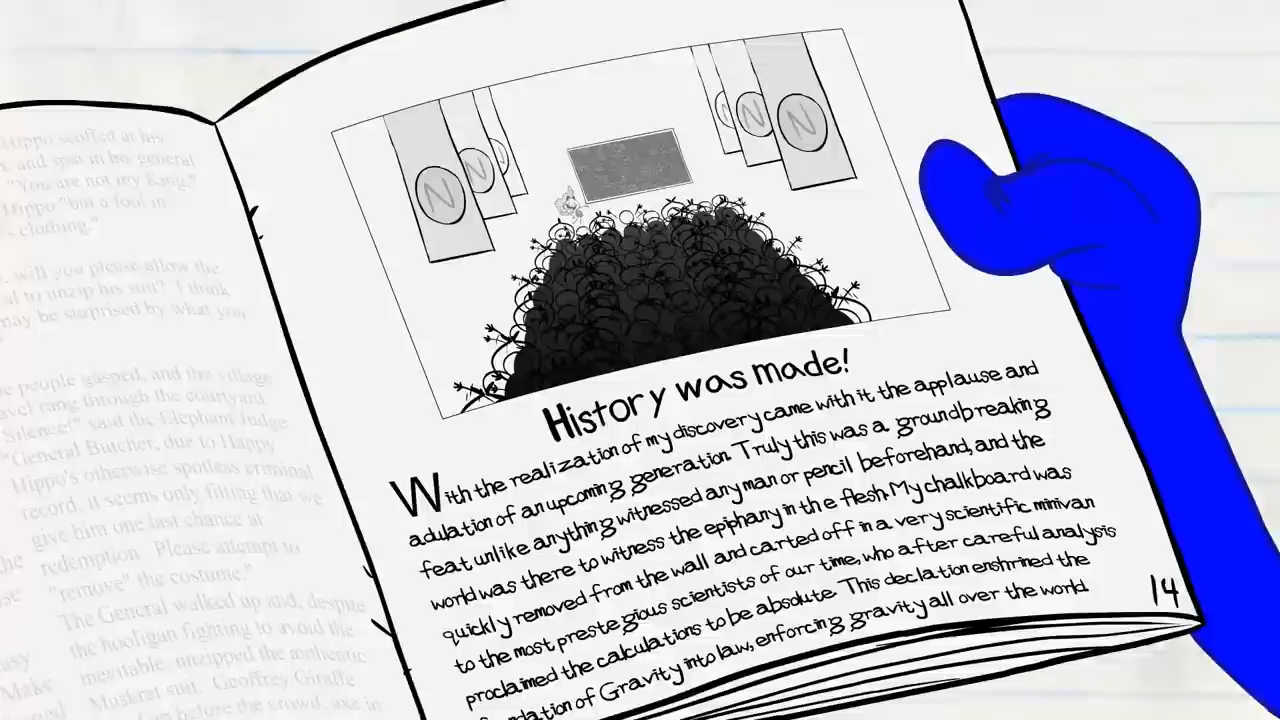 Hippo scoffed at his
and spat in his general
"You are not my King,"
Hippo "but a fool in
clothing."
will you please allow the
to unzip his suit? I think
may be surprised by what you
people gasped, and the village
rang through the courtyard.
Silence!" said the Elephant Judge
"General Butcher, due to Happy
Hippo's otherwise spotless criminal
record, it seems only fitting that we
give him one last chance at
redemption. Please attempt to
"remove" the costume."
The General walked up and, despite
the hooligan fighting to avoid the
inevitable, unzipped the authentic
Muskrat suit. Geoffrey Giraffe
before the crowd, axe in
Make
N
N
N
N
N
History was made!
With the realization of my discovery came with it the applause and
adulation of an upcoming generation. Truly this was a groundbreaking
feat unlike anything witnessed any man or pencil beforehand, and the
world was there to witness the epiphany in the flesh. My chalkboard was
quickly removed from the wall and carted off in a very scientific minivan
to the most prestegious scientists of our time, who after careful analysis
proclaimed the calculations to be absolute. This declation enshrined the
of Gravity into law, enforcing gravity all over the world.
14